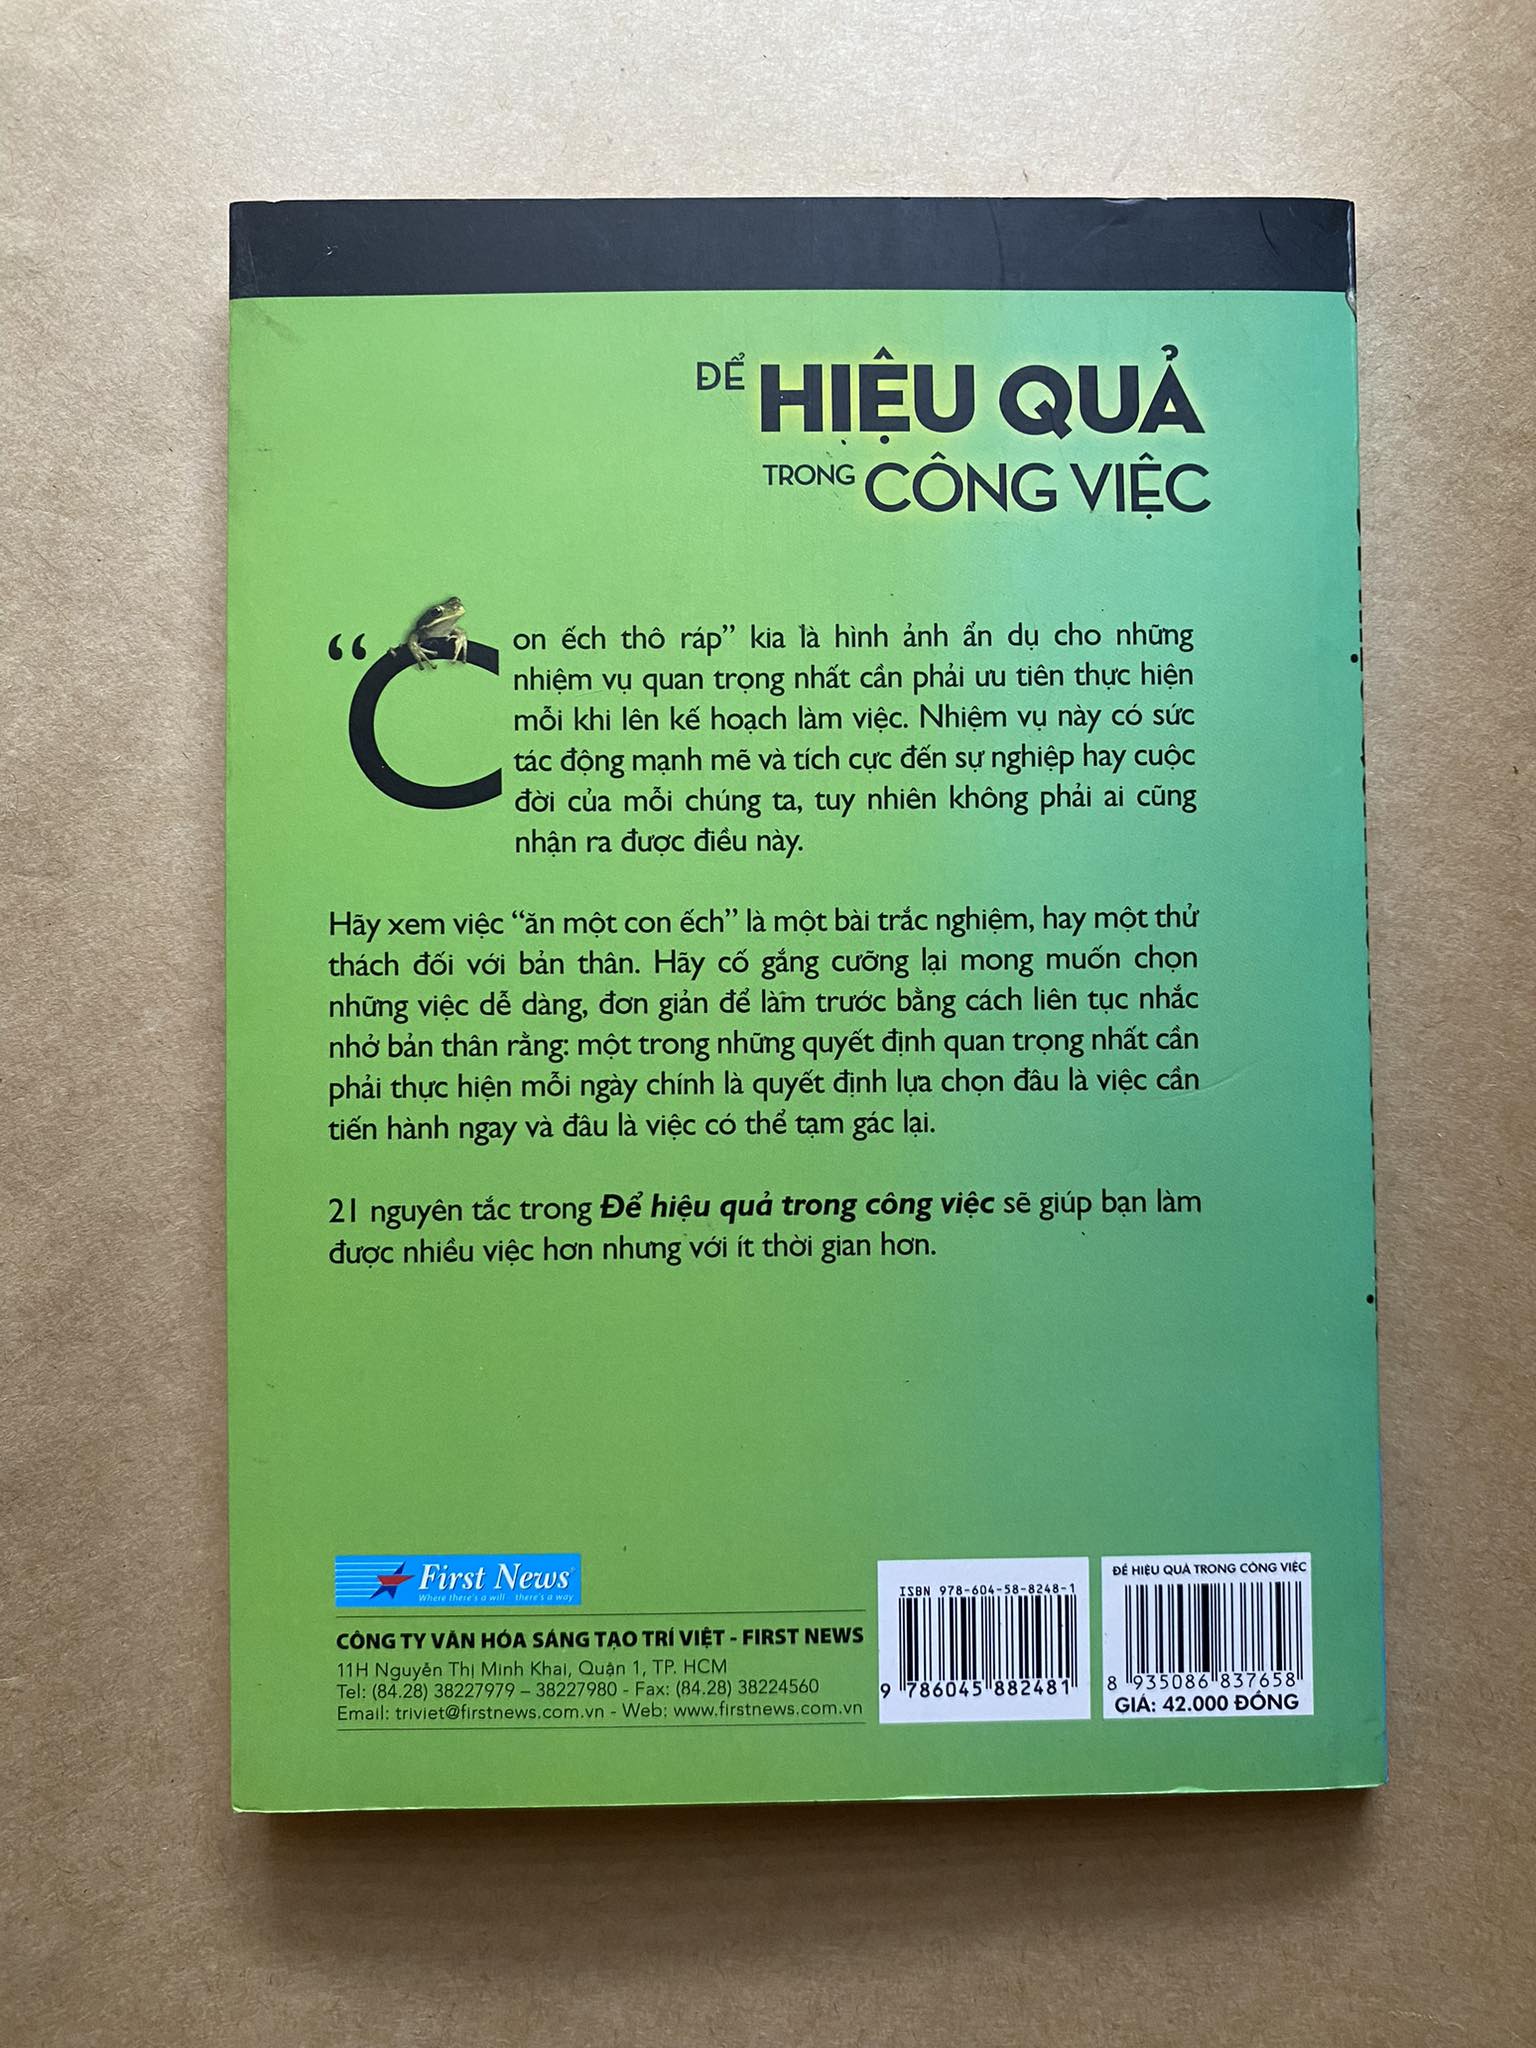 ĐỂ HIỆU QUẢ
TRONG CÔNG VIỆC
“Con ếch thô ráp” kia là hình ảnh ẩn dụ cho những
nhiệm vụ quan trọng nhất cần phải ưu tiên thực hiện
mỗi khi lên kế hoạch làm việc. Nhiệm vụ này có sức
tác động mạnh mẽ và tích cực đến sự nghiệp hay cuộc
đời của mỗi chúng ta, tuy nhiên không phải ai cũng
nhận ra được điều này.
Hãy xem việc “ăn một con ếch” là một bài trắc nghiệm, hay một thử
thách đối với bản thân. Hãy cố gắng cưỡng lại mong muốn chọn
những việc dễ dàng, đơn giản để làm trước bằng cách liên tục nhắc
nhở bản thân rằng: một trong những quyết định quan trọng nhất cần
phải thực hiện mỗi ngày chính là quyết định lựa chọn đâu là việc cần
tiến hành ngay và đâu là việc có thể tạm gác lại.
21 nguyên tắc trong Để hiệu quả trong công việc sẽ giúp bạn làm
được nhiều việc hơn nhưng với ít thời gian hơn.
First News
Where there's a will - there's a way
CÔNG TY VĂN HÓA SÁNG TẠO TRÍ VIỆT - FIRST NEWS
11H Nguyễn Thị Minh Khai, Quận 1, TP. HCM
Tel: (84.28) 38227979 – 38227980 - Fax: (84.28) 38224560
Email: triviet@firstnews.com.vn - Web: www.firstnews.com.vn
ISBN 978-604-58-8248-1
9 786045 882481
ĐỂ HIỆU QUẢ TRONG CÔNG VIỆC
8 935086 837658
GIÁ: 42.000 ĐỒNG